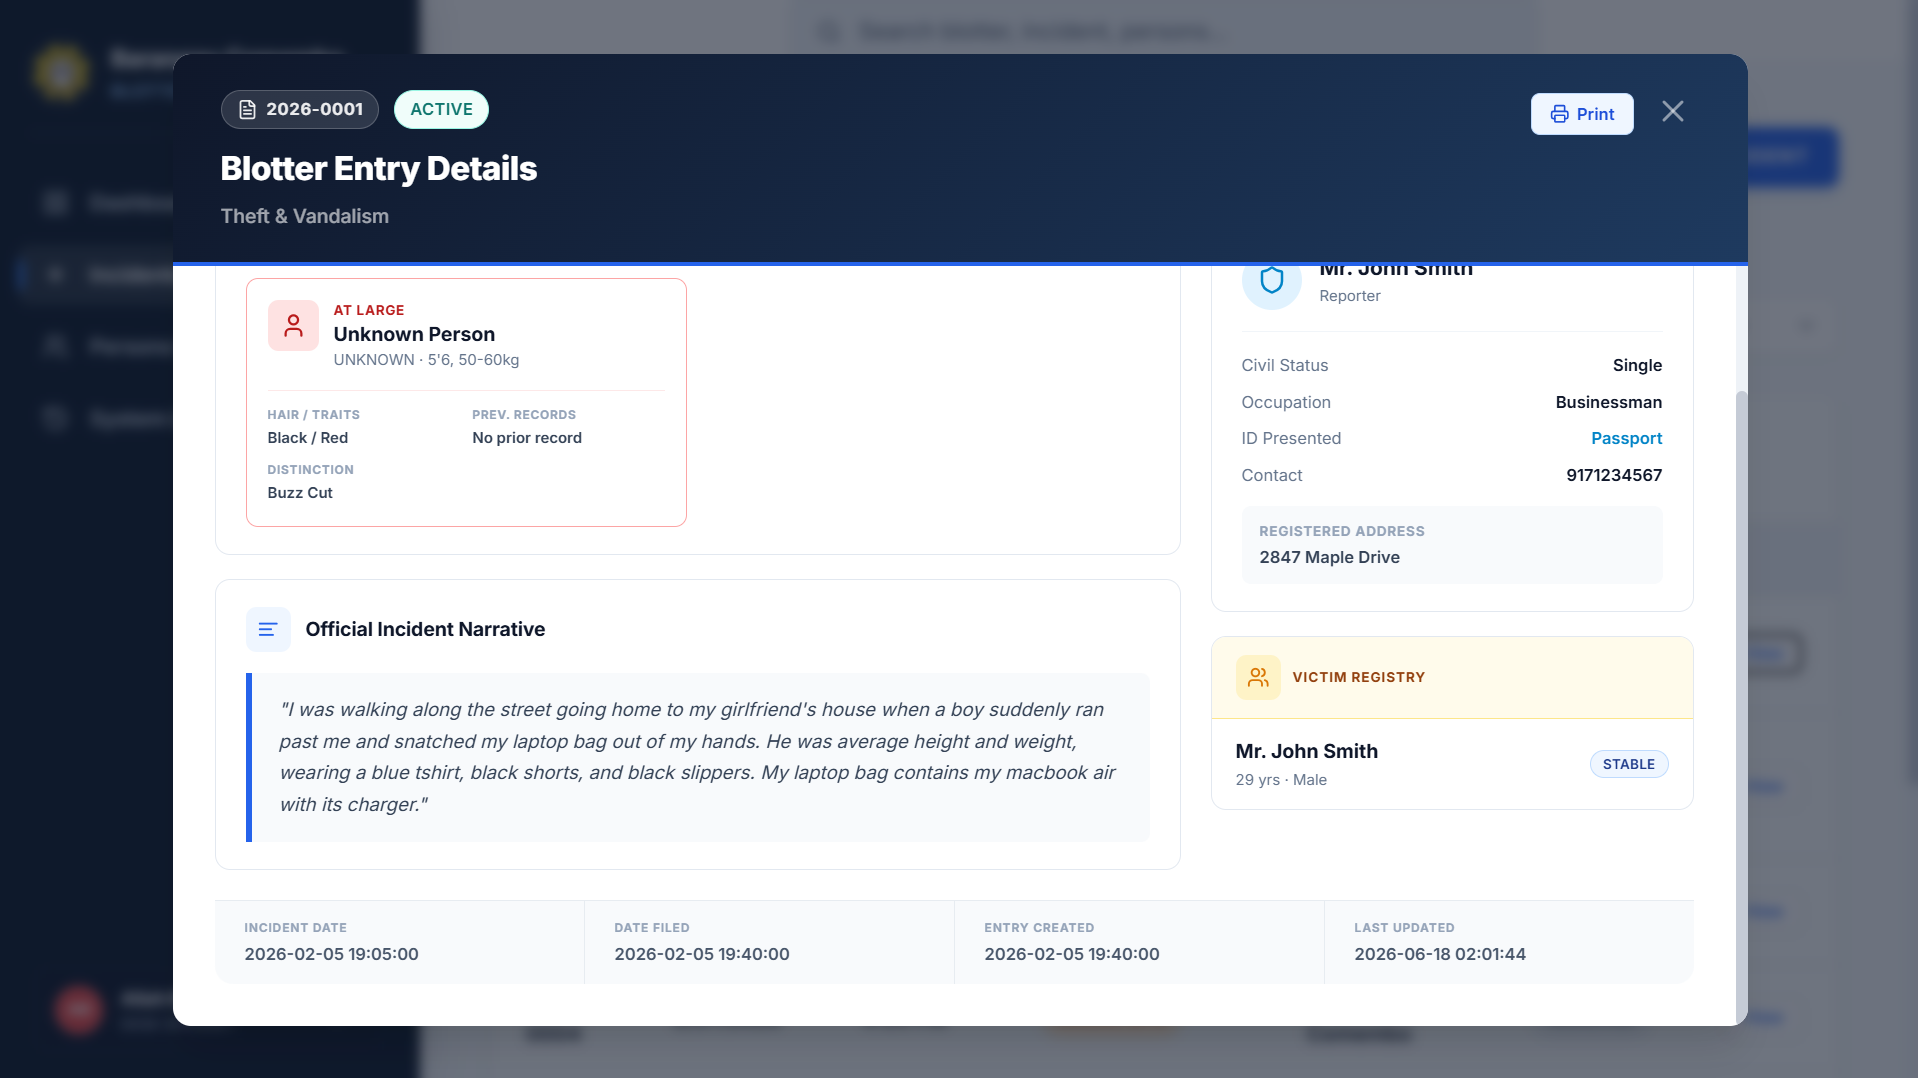 2026-0001
ACTIVE
Print
Blotter Entry Details
Theft & Vandalism
AT LARGE
Unknown Person
UNKNOWN · 5'6, 50-60kg
HAIR / TRAITS
Black / Red
PREV. RECORDS
No prior record
DISTINCTION
Buzz Cut
Official Incident Narrative
"I was walking along the street going home to my girlfriend's house when a boy suddenly ran
past me and snatched my laptop bag out of my hands. He was average height and weight,
wearing a blue tshirt, black shorts, and black slippers. My laptop bag contains my macbook air
with its charger."
Mr. John Smith
Reporter
Civil Status
Single
Occupation
Businessman
ID Presented
Passport
Contact
9171234567
REGISTERED ADDRESS
2847 Maple Drive
VICTIM REGISTRY
Mr. John Smith
29 yrs · Male
STABLE
INCIDENT DATE
2026-02-05 19:05:00
DATE FILED
2026-02-05 19:40:00
ENTRY CREATED
2026-02-05 19:40:00
LAST UPDATED
2026-06-18 02:01:44